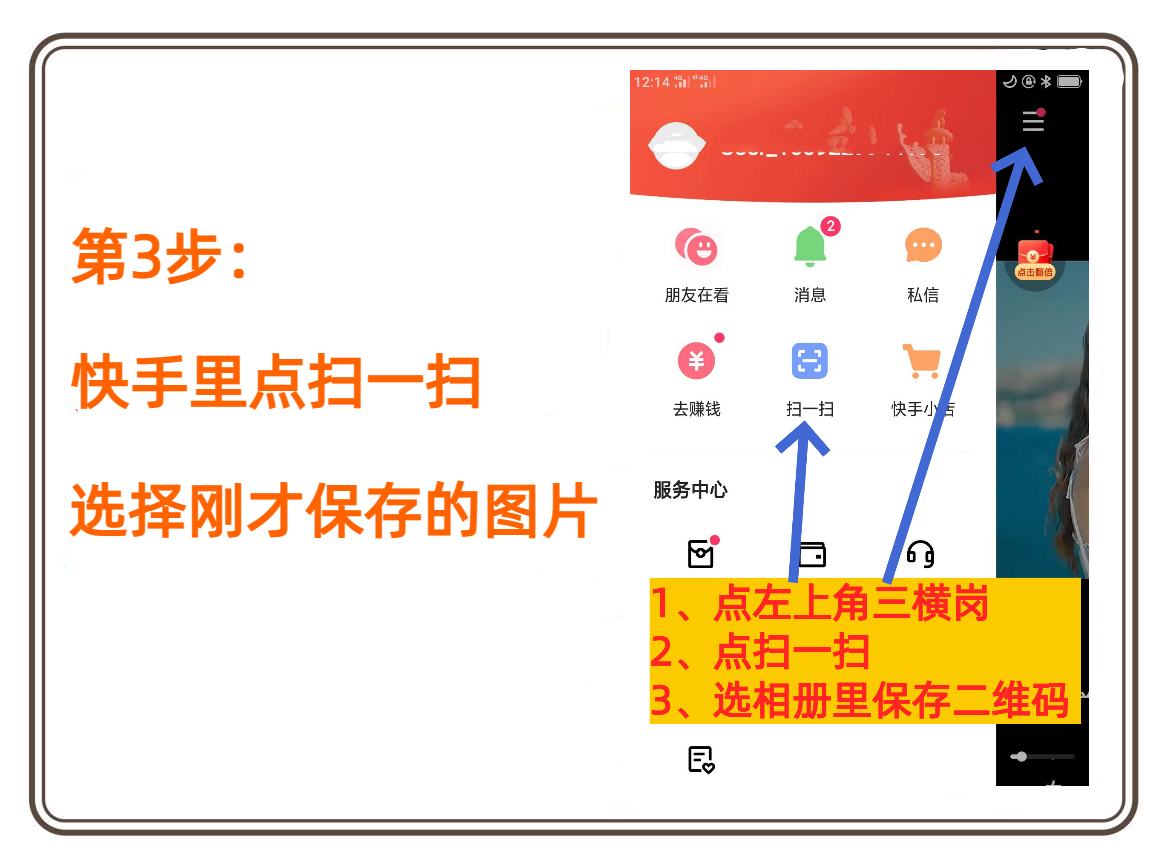 第3步：
快手里点扫一扫
选择刚才保存的图片
12:14
朋友在看
2
消息
私信
点击翻倍
去赚钱
扫一扫
快手小店
服务中心
1、点左上角三横岗
2、点扫一扫
3、选相册里保存二维码